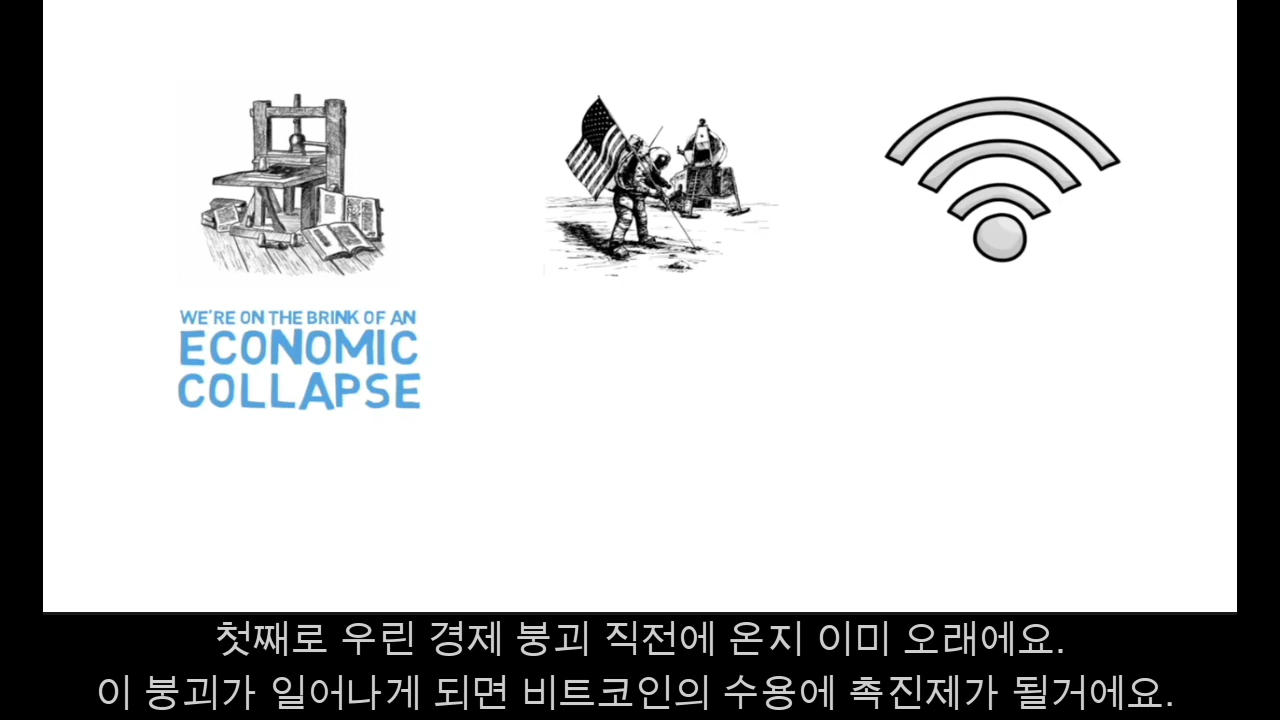 WE'RE ON THE BRINK OF AN
ECONOMIC
COLLAPSE
첫째로 우린 경제 붕괴 직전에 온지 이미 오래에요.
이 붕괴가 일어나게 되면 비트코인의 수용에 촉진제가 될거에요.